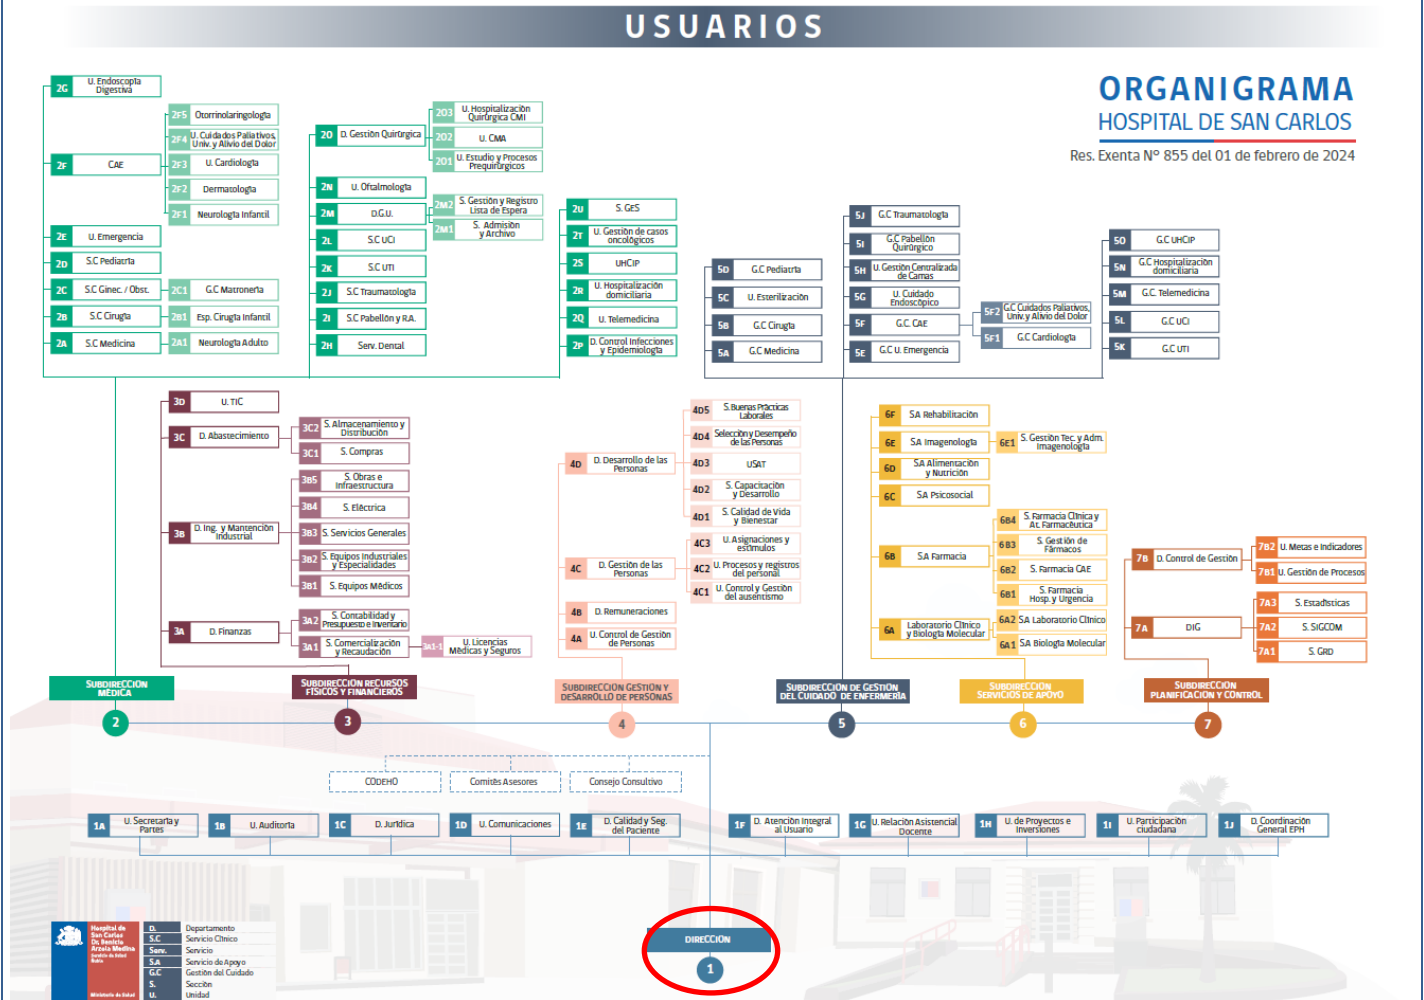 USUARIOS
ORGANIGRAMA
HOSPITAL DE SAN CARLOS
Res. Exenta N° 855 del 01 de febrero de 2024
2G U. Endoscopía
Digestiva
2F CAE
2F5 Otorrinolaringología
2F4 U. Cuidados Paliativos,
Univ. y Alivio del Dolor
2F3 U. Cardiología
2F2 Dermatología
2F1 Neurología Infantil
2E U. Emergencia
2D S.C Pediatría
2C S.C Ginec. / Obst.
2C1 G.C Matronería
2B S.C Cirugía
2B1 Esp. Cirugía Infantil
2A S.C Medicina
2A1 Neurología Adulto
2O D. Gestión Quirúrgica
2O3 U. Hospitalización
Quirúrgica CMI
2O2 U. CMA
2O1 U. Estudio y Procesos
Prequirúrgicos
2N U. Oftalmología
2M D.G.U.
2M2 S. Gestión y Registro
Lista de Espera
2M1 S. Admisión
y Archivo
2L S.C UCI
2K S.C UTI
2J S.C Traumatología
2I S.C Pabellón y R.A.
2H Serv. Dental
2U S. GES
2T U. Gestión de casos
oncológicos
2S UHCIP
2R U. Hospitalización
domiciliaria
2Q U. Telemedicina
2P D. Control Infecciones
y Epidemiología
5D G.C Pediatría
5C U. Esterilización
5B G.C Cirugía
5A G.C Medicina
5J G.C Traumatología
5I G.C Pabellón
Quirúrgico
5H U. Gestión Centralizada
de Camas
5G U. Cuidado
Endoscópico
5F G.C. CAE
5F2 G.C Cuidados Paliativos,
Univ. y Alivio del Dolor
5F1 G.C Cardiología
5E G.C U. Emergencia
5O G.C UHCIP
5N G.C Hospitalización
domiciliaria
5M G.C. Telemedicina
5L G.C UCI
5K G.C UTI
3D U. TIC
3C D. Abastecimiento
3C2 S. Almacenamiento y
Distribución
3C1 S. Compras
3B D. Ing. y Mantención
Industrial
3B5 S. Obras e
Infraestructura
3B4 S. Eléctrica
3B3 S. Servicios Generales
3B2 S. Equipos Industriales
y Especialidades
3B1 S. Equipos Médicos
3A D. Finanzas
3A2 S. Contabilidad y
Presupuesto e Inventario
3A1 S. Comercialización
y Recaudación
3A1-1 U. Licencias
Médicas y Seguros
4D D. Desarrollo de las
Personas
4D5 S. Buenas Prácticas
Laborales
4D4 Selección y Desempeño
de las Personas
4D3 USAT
4D2 S. Capacitación
y Desarrollo
4D1 S. Calidad de Vida
y Bienestar
4C D. Gestión de las
Personas
4C3 U. Asignaciones y
estímulos
4C2 U. Procesos y registros
del personal
4C1 U. Control y Gestión
del ausentismo
4B D. Remuneraciones
4A U. Control de Gestión
de Personas
6F S.A Rehabilitación
6E S.A Imagenología
6E1 S. Gestión Tec. y Adm.
Imagenología
6D S.A Alimentación
y Nutrición
6C S.A Psicosocial
6B S.A Farmacia
6B4 S. Farmacia Clínica y
At. Farmacéutica
6B3 S. Gestión de
Fármacos
6B2 S. Farmacia CAE
6B1 S. Farmacia
Hosp. y Urgencia
6A Laboratorio Clínico
y Biología Molecular
6A2 S.A Laboratorio Clínico
6A1 S.A Biología Molecular
7B D. Control de Gestión
7B2 U. Metas e Indicadores
7B1 U. Gestión de Procesos
7A DIG
7A3 S. Estadísticas
7A2 S. SIGCOM
7A1 S. GRD
SUBDIRECCIÓN
MÉDICA
2
SUBDIRECCIÓN RECURSOS
FÍSICOS Y FINANCIEROS
3
SUBDIRECCIÓN GESTIÓN Y
DESARROLLO DE PERSONAS
4
SUBDIRECCIÓN DE GESTIÓN
DEL CUIDADO DE ENFERMERÍA
5
SUBDIRECCIÓN
SERVICIOS DE APOYO
6
SUBDIRECCIÓN
PLANIFICACIÓN Y CONTROL
7
CODEHO
Comités Asesores
Consejo Consultivo
1A U. Secretaría y
Partes
1B U. Auditoría
1C D. Jurídica
1D U. Comunicaciones
1E D. Calidad y Seg.
del Paciente
1F D. Atención Integral
al Usuario
1G U. Relación Asistencial
Docente
1H U. de Proyectos e
Inversiones
1I U. Participación
ciudadana
1J D. Coordinación
General EPH
DIRECCIÓN
1
Hospital de
San Carlos
Dr. Benicio
Arzola Medina
Ministerio de Salud
D. Departamento
S.C Servicio Clínico
Serv. Servicio
S.A Servicio de Apoyo
G.C Gestión del Cuidado
S. Sección
U. Unidad